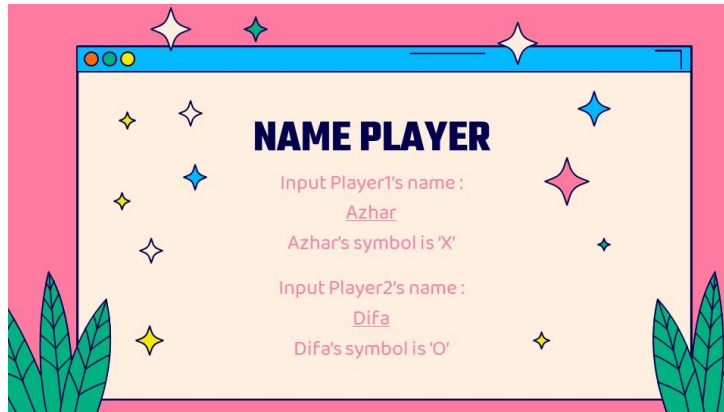 NAME PLAYER
Input Player1's name :
Azhar
Azhar's symbol is 'X'
Input Player2's name :
Difa
Difa's symbol is 'O'